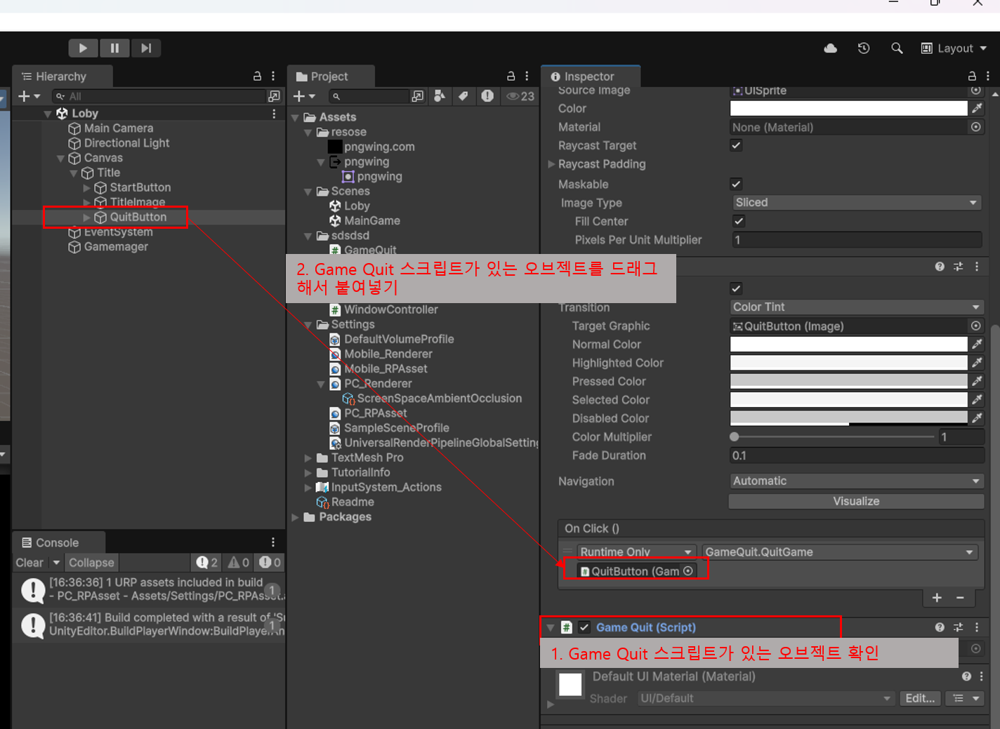 Layout
Hierarchy
All
Loby
Main Camera
Directional Light
Canvas
Title
StartButton
TitleImage
QuitButton
EventSystem
Gamemager
Project
23
Assets
resose
pngwing.com
pngwing
pngwing
Scenes
Loby
MainGame
sdsdsd
GameQuit
2. Game Quit 스크립트가 있는 오브젝트를 드래그
해서 붙여넣기
WindowController
Settings
DefaultVolumeProfile
Mobile_Renderer
Mobile_RPAsset
PC_Renderer
ScreenSpaceAmbientOcclusion
PC_RPAsset
SampleSceneProfile
UniversalRenderPipelineGlobalSetting
TextMesh Pro
TutorialInfo
InputSystem_Actions
Readme
Packages
Inspector
Source Image UISprite
Color
Material None (Material)
Raycast Target
Raycast Padding
Maskable
Image Type Sliced
Fill Center
Pixels Per Unit Multiplier 1
Transition Color Tint
Target Graphic QuitButton (Image)
Normal Color
Highlighted Color
Pressed Color
Selected Color
Disabled Color
Color Multiplier 1
Fade Duration 0.1
Navigation Automatic
Visualize
On Click ()
Runtime Only GameQuit.QuitGame
QuitButton (Gam
Game Quit (Script)
1. Game Quit 스크립트가 있는 오브젝트 확인
Default UI Material (Material)
Shader UI/Default Edit...
Console
Clear Collapse 2 0 0
[16:36:36] 1 URP assets included in build
- PC_RPAsset - Assets/Settings/PC_RPAsset.a 1
[16:36:41] Build completed with a result of 'Su
UnityEditor.BuildPlayerWindow:BuildPlayerAn 1